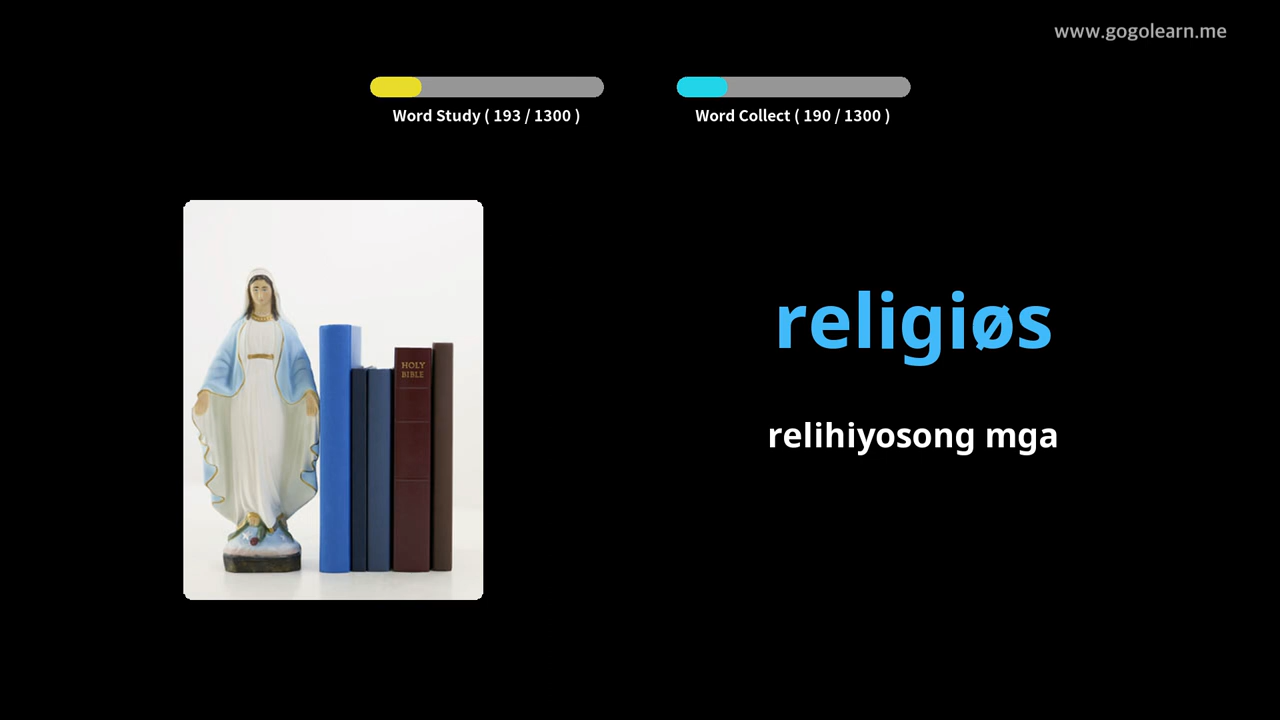 www.gogolearn.me
Word Study ( 193 / 1300 )
Word Collect ( 190 / 1300 )
HOLY
BIBLE
religiøs
relihiyosong mga